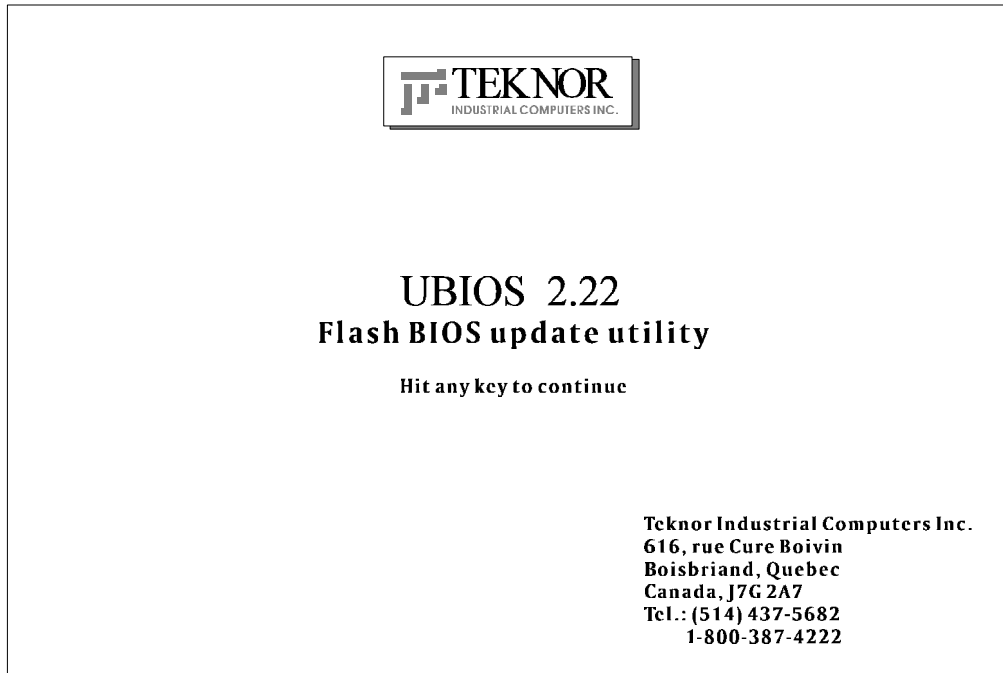 TEKNOR
INDUSTRIAL COMPUTERS INC.
UBIOS 2.22
Flash BIOS update utility
Hit any key to continue
Teknor Industrial Computers Inc.
616, rue Cure Boivin
Boisbriand, Quebec
Canada, J7G 2A7
Tel.: (514) 437-5682
1-800-387-4222